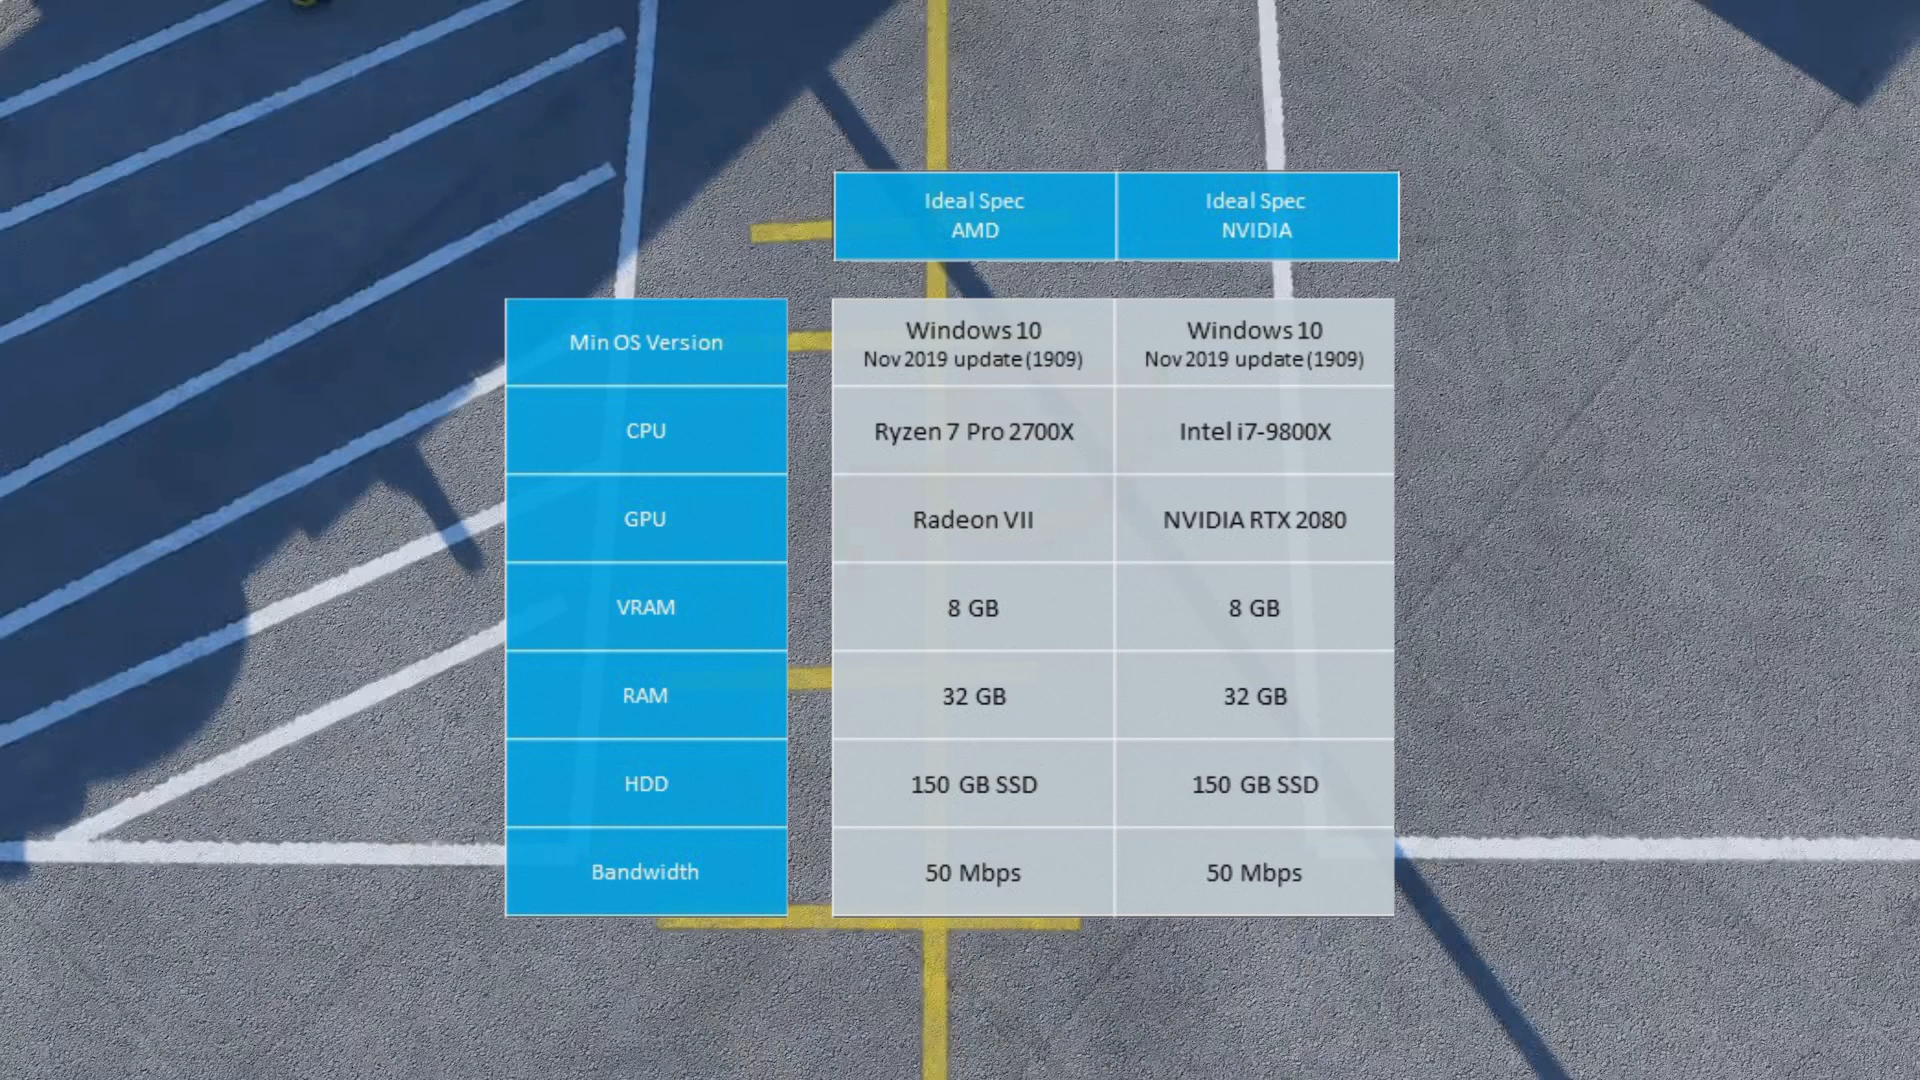 Ideal Spec
AMD
Ideal Spec
NVIDIA
Min OS Version
Windows 10
Nov 2019 update (1909)
Windows 10
Nov 2019 update (1909)
CPU
Ryzen 7 Pro 2700X
Intel i7-9800X
GPU
Radeon VII
NVIDIA RTX 2080
VRAM
8 GB
8 GB
RAM
32 GB
32 GB
HDD
150 GB SSD
150 GB SSD
Bandwidth
50 Mbps
50 Mbps